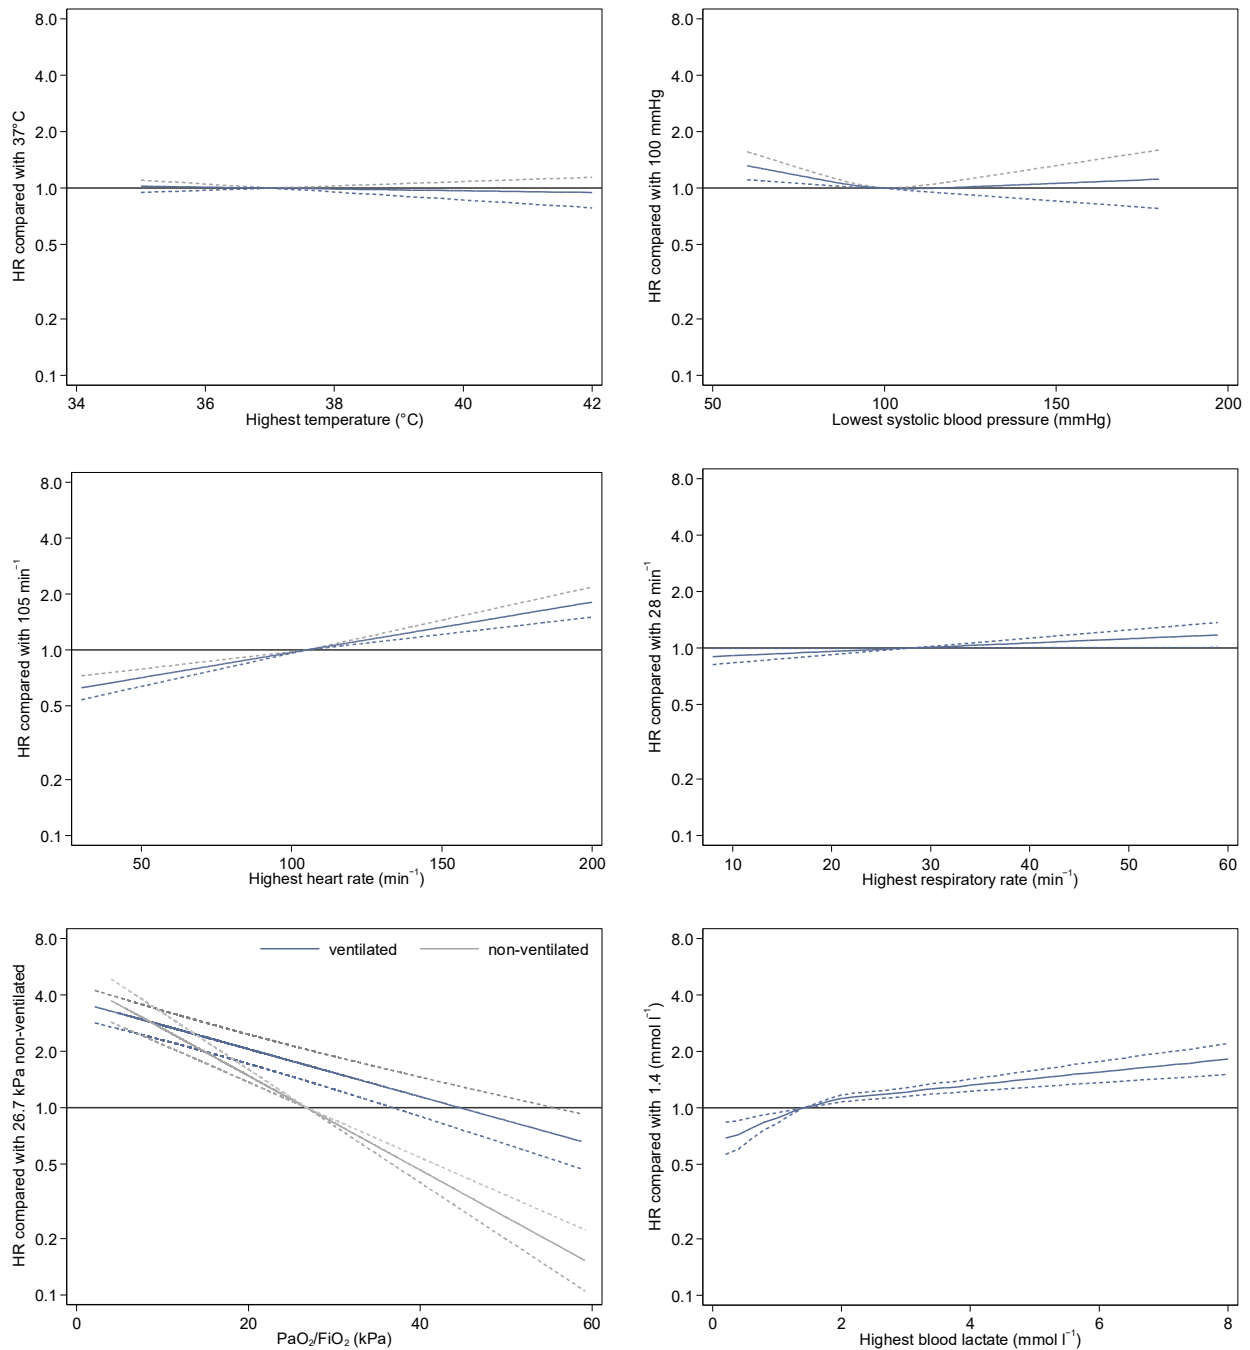 8.0
4.0
2.0
1.0
0.5
0.2
0.1
HR compared with 37°C
34 36 38 40 42
Highest temperature (°C)
8.0
4.0
2.0
1.0
0.5
0.2
0.1
HR compared with 100 mmHg
50 100 150 200
Lowest systolic blood pressure (mmHg)
8.0
4.0
2.0
1.0
0.5
0.2
0.1
HR compared with 105 min⁻¹
50 100 150 200
Highest heart rate (min⁻¹)
8.0
4.0
2.0
1.0
0.5
0.2
0.1
HR compared with 28 min⁻¹
10 20 30 40 50 60
Highest respiratory rate (min⁻¹)
ventilated non-ventilated
8.0
4.0
2.0
1.0
0.5
0.2
0.1
HR compared with 26.7 kPa non-ventilated
0 20 40 60
PaO₂/FiO₂ (kPa)
8.0
4.0
2.0
1.0
0.5
0.2
0.1
HR compared with 1.4 (mmol l⁻¹)
0 2 4 6 8
Highest blood lactate (mmol l⁻¹)